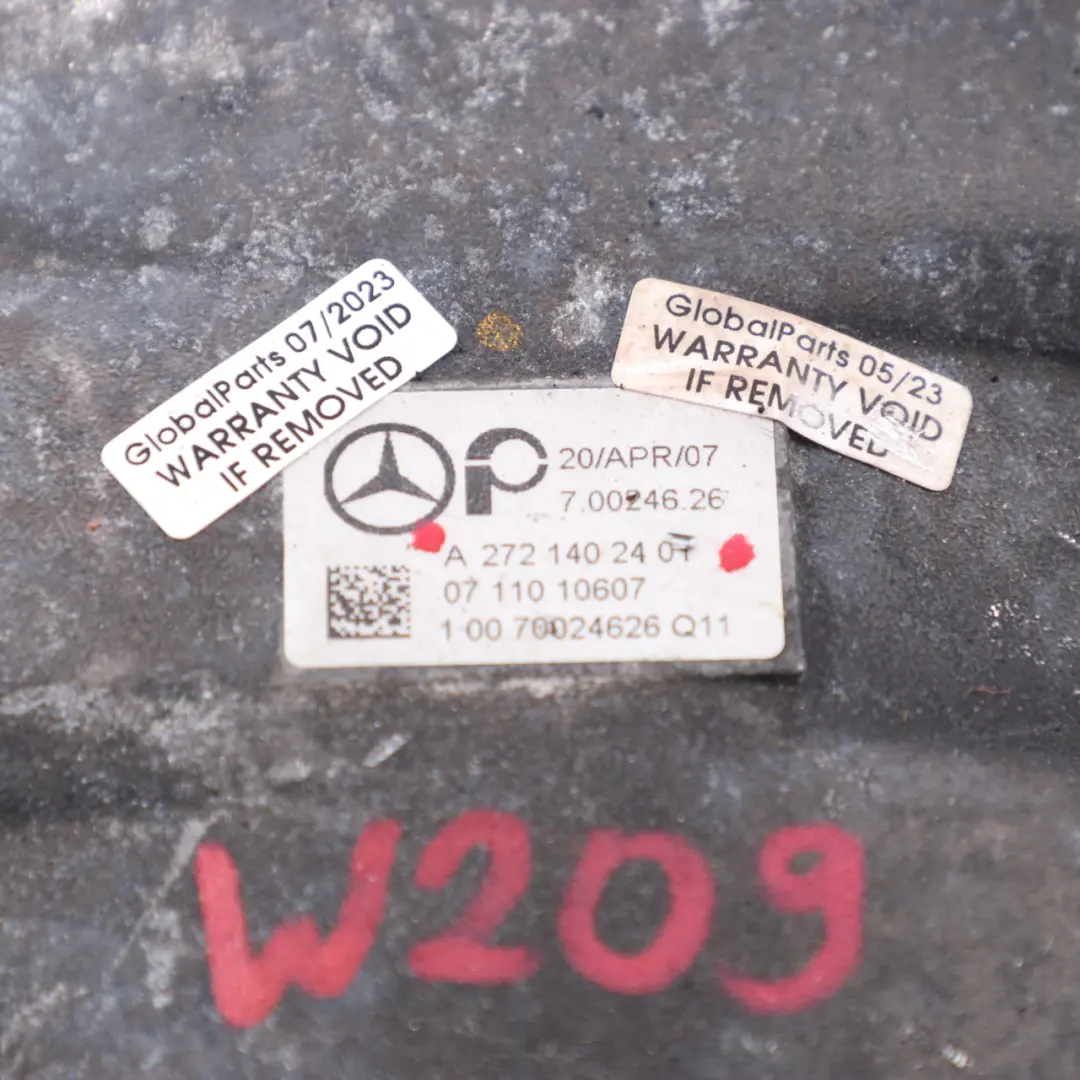 GlobalParts 07/2023
WARRANTY VOID
IF REMOVED
GlobalParts 05/23
WARRANTY VOID
IF REMOVED
20/APR/07
7.00246.26
A 272 140 24 01
07 110 10607
1 00 70024626 Q11
W209